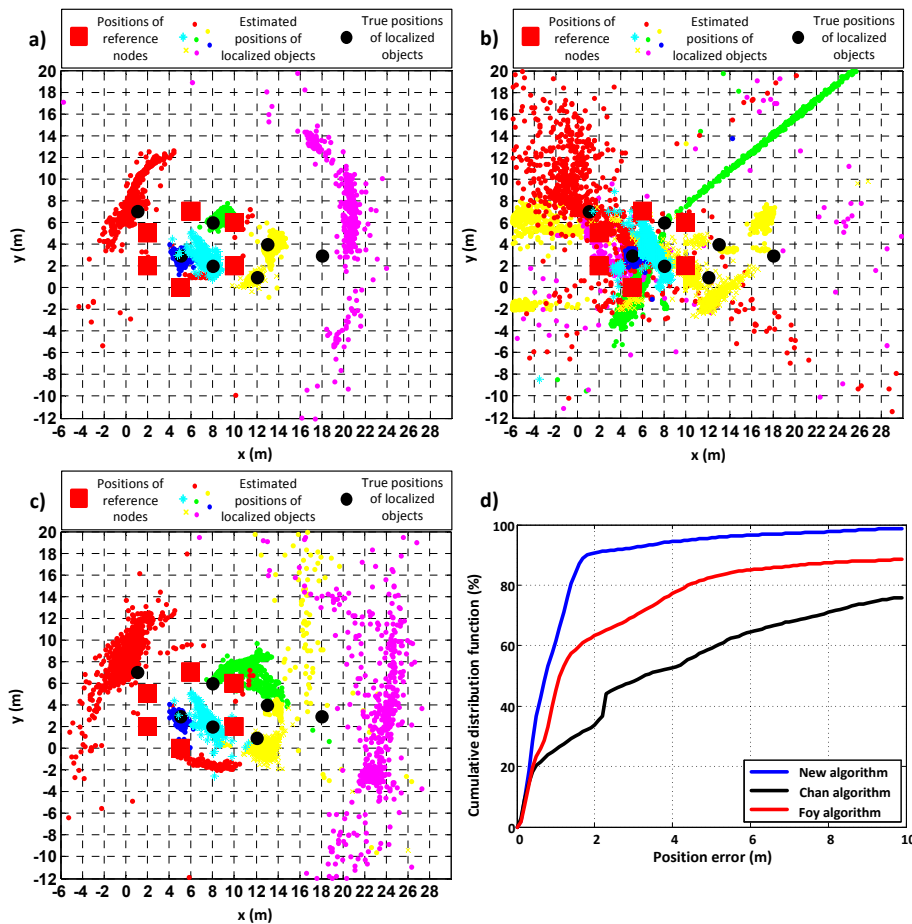 a)
Positions of reference nodes
Estimated positions of localized objects
True positions of localized objects
20
18
16
14
12
10
8
6
4
2
0
-2
-4
-6
-8
-10
-12
y (m)
-6 -4 -2 0 2 4 6 8 10 12 14 16 18 20 22 24 26 28
x (m)
b)
Positions of reference nodes
Estimated positions of localized objects
True positions of localized objects
20
18
16
14
12
10
8
6
4
2
0
-2
-4
-6
-8
-10
-12
y (m)
-6 -4 -2 0 2 4 6 8 10 12 14 16 18 20 22 24 26 28
x (m)
c)
Positions of reference nodes
Estimated positions of localized objects
True positions of localized objects
20
18
16
14
12
10
8
6
4
2
0
-2
-4
-6
-8
-10
-12
y (m)
-6 -4 -2 0 2 4 6 8 10 12 14 16 18 20 22 24 26 28
x (m)
d)
100
80
60
40
20
0
Cumulative distribution function (%)
New algorithm
Chan algorithm
Foy algorithm
0 2 4 6 8 10
Position error (m)